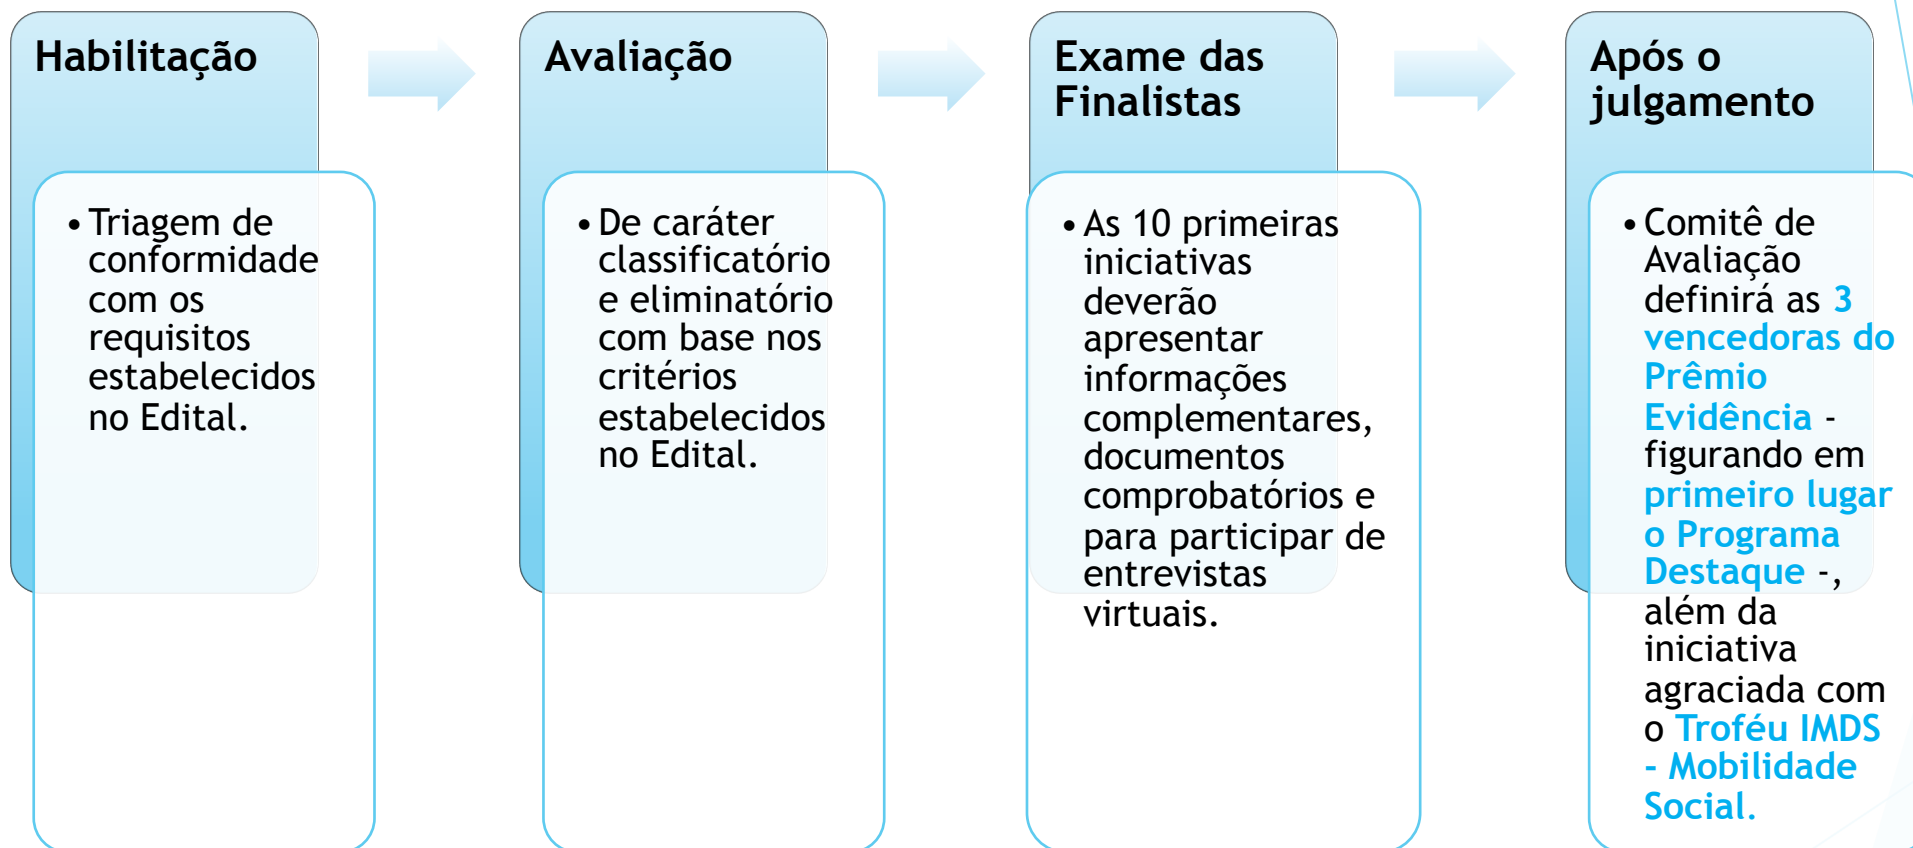 Habilitação
• Triagem de
conformidade
com os
requisitos
estabelecidos
no Edital.
Avaliação
• De caráter
classificatório
e eliminatório
com base nos
critérios
estabelecidos
no Edital.
Exame das
Finalistas
• As 10 primeiras
iniciativas
deverão
apresentar
informações
complementares,
documentos
comprobatórios e
para participar de
entrevistas
virtuais.
Após o
julgamento
• Comitê de
Avaliação
definirá as 3
vencedoras do
Prêmio
Evidência -
figurando em
primeiro lugar
o Programa
Destaque -,
além da
iniciativa
agraciada com
o Troféu IMDS
- Mobilidade
Social.